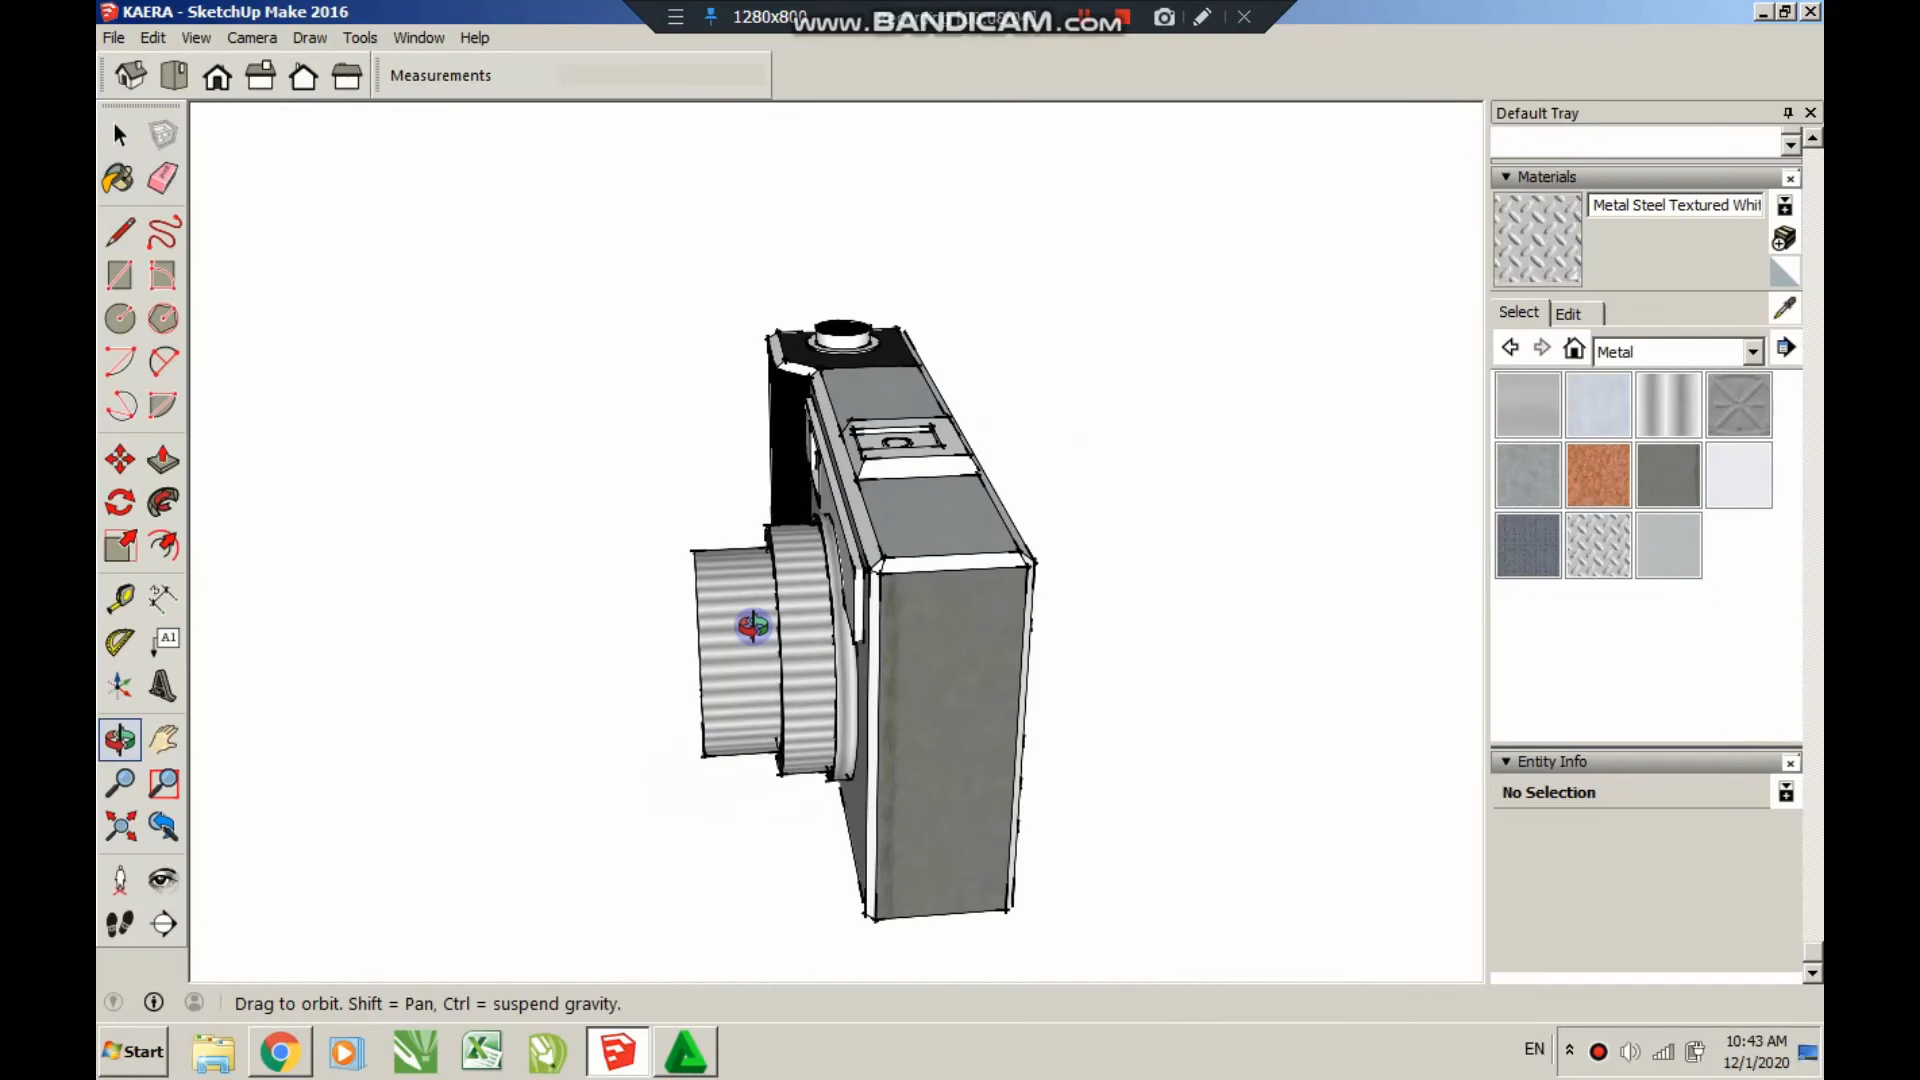 KAERA - SketchUp Make 2016
1280x800
www.BANDICAM.com
File Edit View Camera Draw Tools Window Help
Measurements
Default Tray
Materials
Metal Steel Textured Whi
Select Edit
Metal
A1
Entity Info
No Selection
Drag to orbit. Shift = Pan, Ctrl = suspend gravity.
Start
EN
10:43 AM
12/1/2020